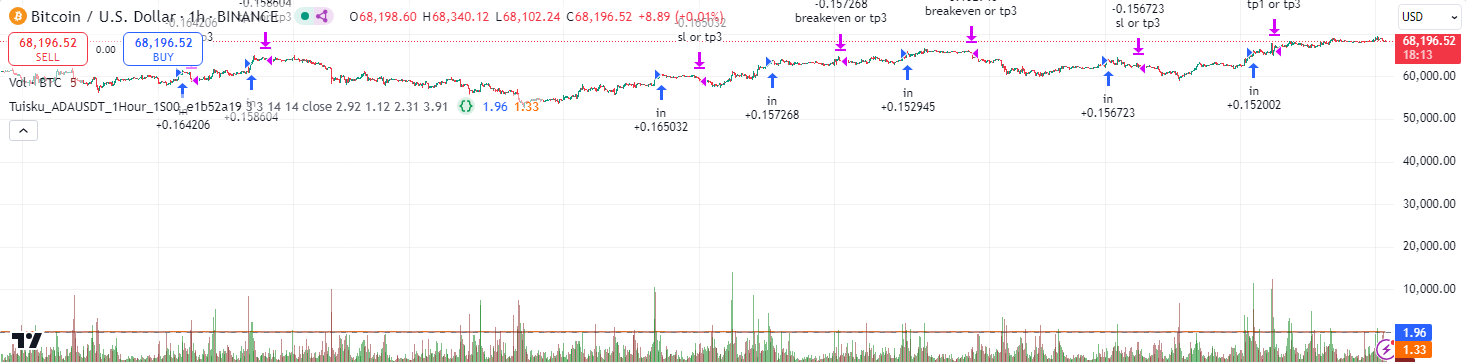 -0.158604
-0.157268
breakeven or tp3
breakeven or tp3
-0.156723
sl or tp3
tp1 or tp3
Bitcoin / U.S. Dollar · 1h · BINANCE
O68,198.60 H68,340.12 L68,102.24 C68,196.52 +8.89 (+0.01%)
-0.164206
-0.165032
sl or tp3
USD
68,196.52
SELL
0.00
68,196.52
BUY
68,196.52
18:13
60,000.00
Vol · BTC 5
Tuisku_ADAUSDT_1Hour_1S00_e1b52a19 3 3 14 14 close 2.92 1.12 2.31 3.91 {} 1.96 1.33
in
+0.164206
+0.158604
in
+0.165032
in
+0.157268
in
+0.152945
in
+0.156723
in
+0.152002
50,000.00
40,000.00
30,000.00
20,000.00
10,000.00
1.96
1.33